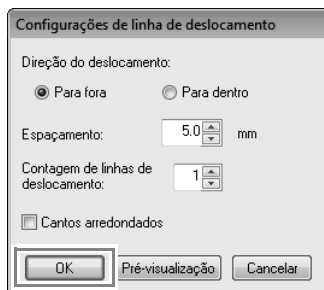 Configurações de linha de deslocamento
Direção do deslocamento:
Para fora Para dentro
Espaçamento: 5.0 mm
Contagem de linhas de
deslocamento: 1
Cantos arredondados
OK Pré-visualização Cancelar